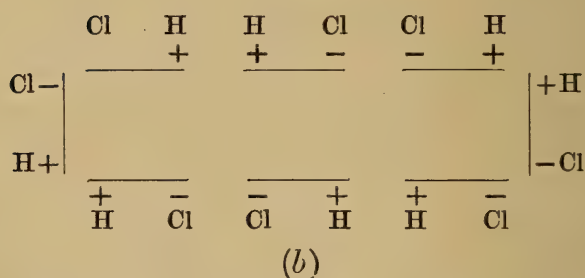 Cl H H Cl Cl H
+ + − − +
Cl− +H
H+ −Cl
+ − − + + −
H Cl Cl H H Cl
(b)